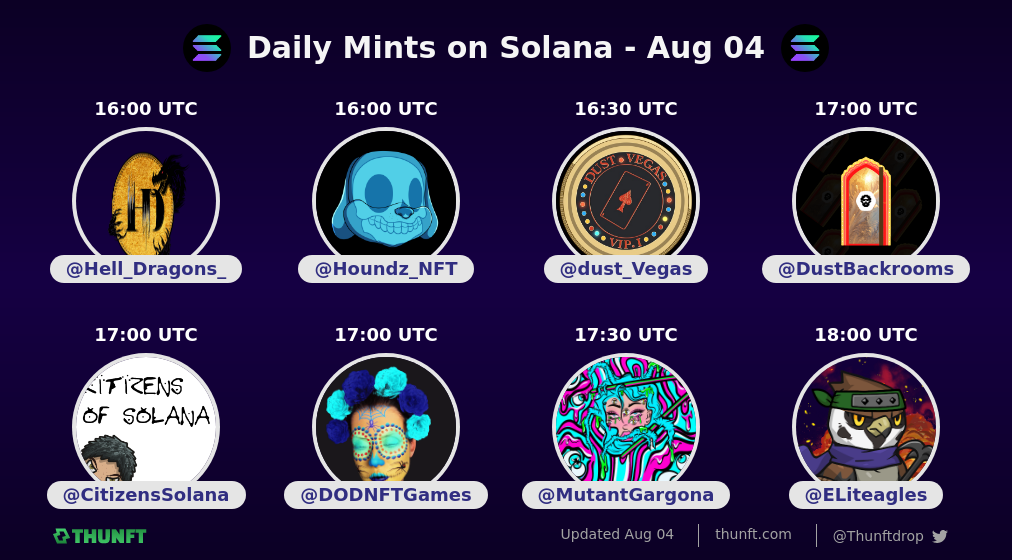 Daily Mints on Solana - Aug 04
16:00 UTC
16:00 UTC
16:30 UTC
17:00 UTC
HD
DUST VEGAS
VIP-I
@Hell_Dragons_
@Houndz_NFT
@dust_Vegas
@DustBackrooms
17:00 UTC
17:00 UTC
17:30 UTC
18:00 UTC
CITIRENS
OF SOLANA
@CitizensSolana
@DODNFTGames
@MutantGargona
@ELiteagles
THUNFT
Updated Aug 04
thunft.com
@Thunftdrop